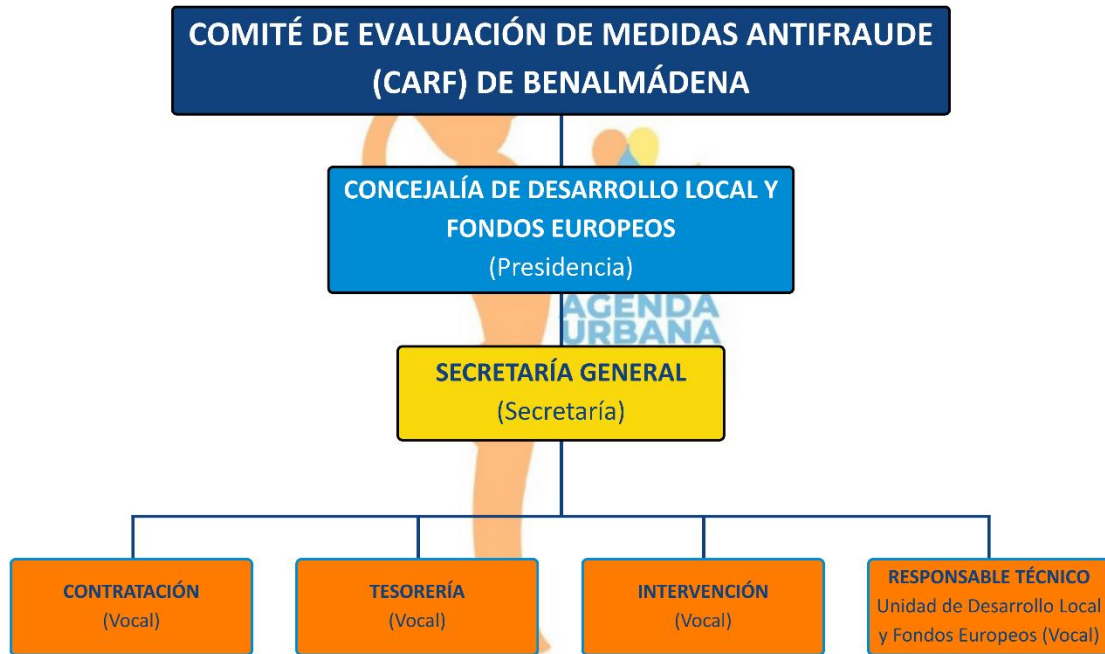 COMITÉ DE EVALUACIÓN DE MEDIDAS ANTIFRAUDE
(CARF) DE BENALMÁDENA
CONCEJALÍA DE DESARROLLO LOCAL Y
FONDOS EUROPEOS
(Presidencia)
AGENDA
URBANA
SECRETARÍA GENERAL
(Secretaría)
CONTRATACIÓN
(Vocal)
TESORERÍA
(Vocal)
INTERVENCIÓN
(Vocal)
RESPONSABLE TÉCNICO
Unidad de Desarrollo Local
y Fondos Europeos (Vocal)